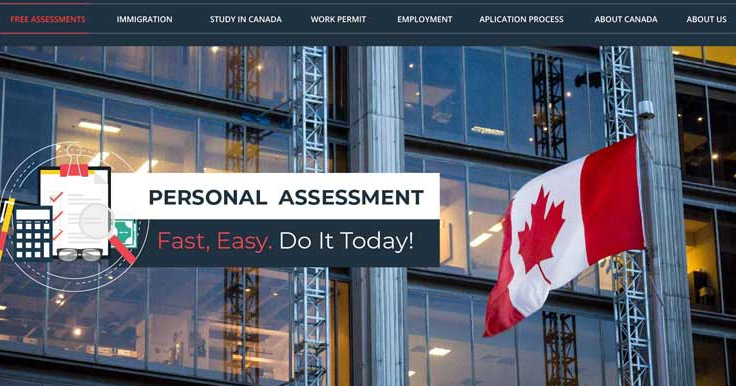 FREE ASSESSMENTS
IMMIGRATION
STUDY IN CANADA
WORK PERMIT
EMPLOYMENT
APLICATION PROCESS
ABOUT CANADA
ABOUT US
PERSONAL ASSESSMENT
Fast, Easy. Do It Today!